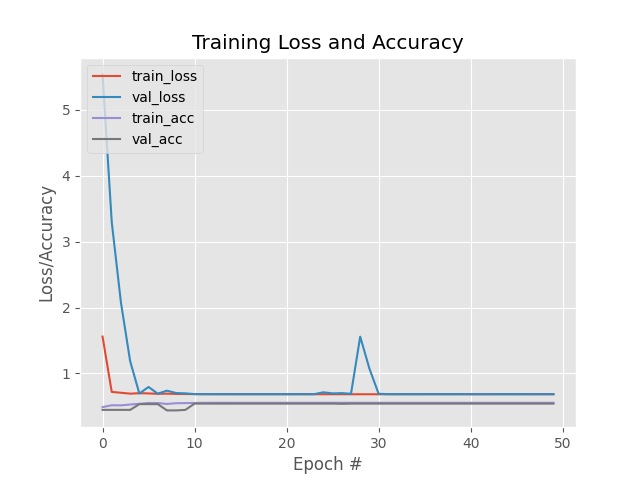 Training Loss and Accuracy
train_loss
val_loss
train_acc
val_acc
Loss/Accuracy
5
4
3
2
1
0 10 20 30 40 50
Epoch #